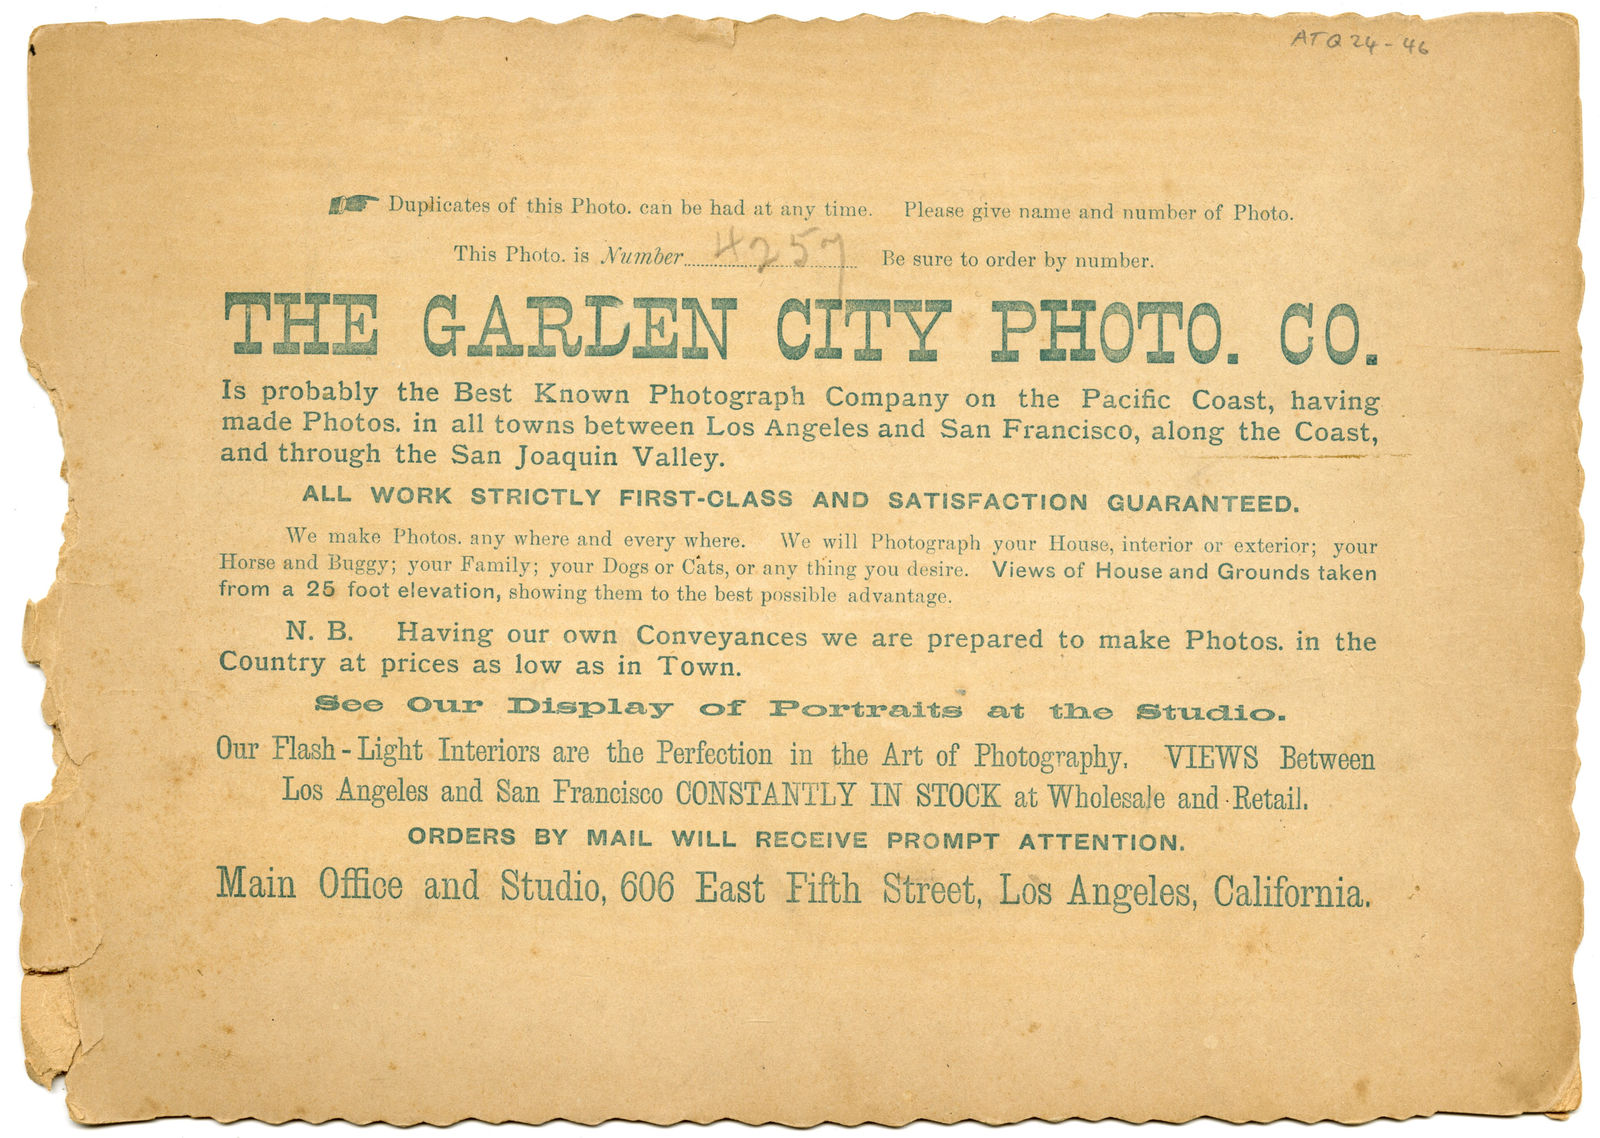 ATQ 24-46
Duplicates of this Photo. can be had at any time. Please give name and number of Photo.
This Photo. is Number 4257 Be sure to order by number.
THE GARDEN CITY PHOTO. CO.
Is probably the Best Known Photograph Company on the Pacific Coast, having
made Photos. in all towns between Los Angeles and San Francisco, along the Coast,
and through the San Joaquin Valley.
ALL WORK STRICTLY FIRST-CLASS AND SATISFACTION GUARANTEED.
We make Photos. any where and every where. We will Photograph your House, interior or exterior; your
Horse and Buggy; your Family; your Dogs or Cats, or any thing you desire. Views of House and Grounds taken
from a 25 foot elevation, showing them to the best possible advantage.
N. B. Having our own Conveyances we are prepared to make Photos. in the
Country at prices as low as in Town.
See Our Display of Portraits at the Studio.
Our Flash-Light Interiors are the Perfection in the Art of Photography. VIEWS Between
Los Angeles and San Francisco CONSTANTLY IN STOCK at Wholesale and Retail.
ORDERS BY MAIL WILL RECEIVE PROMPT ATTENTION.
Main Office and Studio, 606 East Fifth Street, Los Angeles, California.